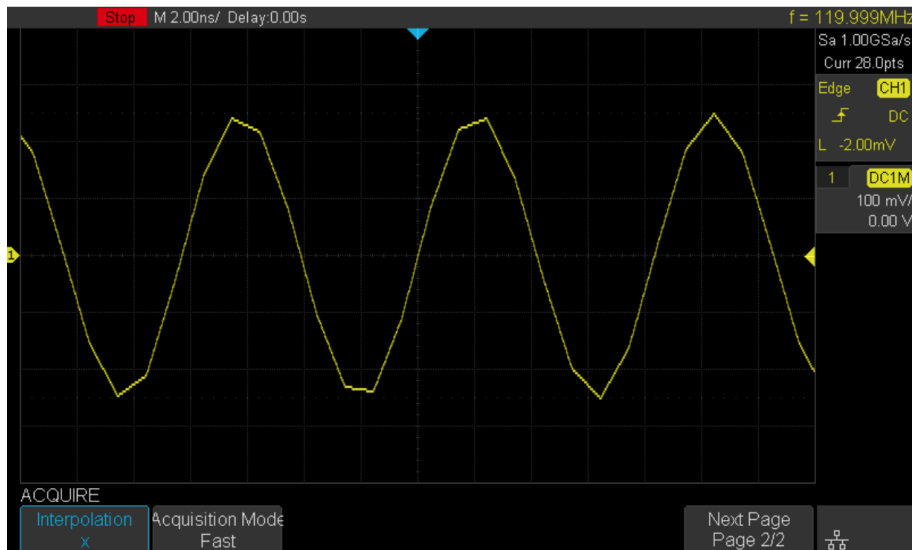 Stop M 2.00ns/ Delay:0.00s f = 119.999MHz
Sa 1.00GSa/s
Curr 28.0pts
Edge CH1
DC
L -2.00mV
1 DC1M
100 mV/
0.00 V
1
ACQUIRE
Interpolation
x
Acquisition Mode
Fast
Next Page
Page 2/2